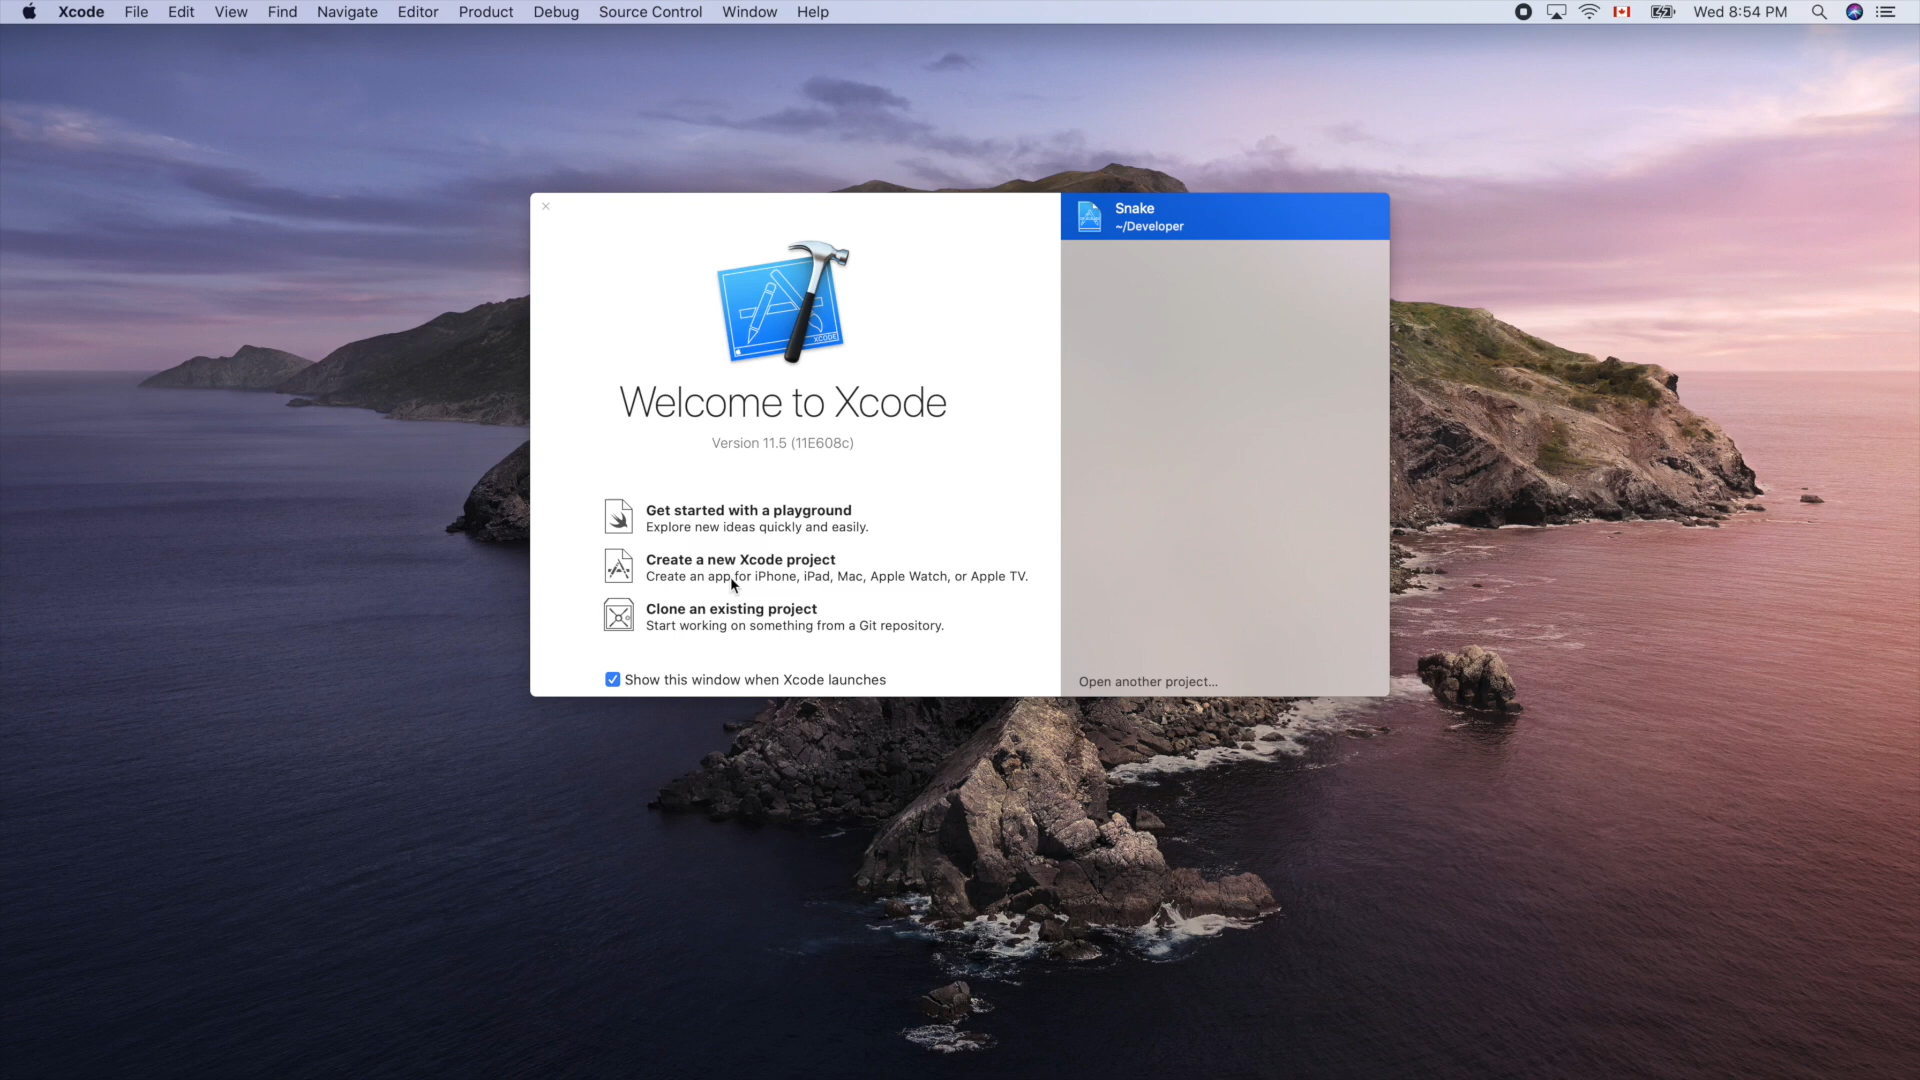 Xcode File Edit View Find Navigate Editor Product Debug Source Control Window Help Wed 8:54 PM
XCODE
Welcome to Xcode
Version 11.5 (11E608c)
Get started with a playground
Explore new ideas quickly and easily.
Create a new Xcode project
Create an app for iPhone, iPad, Mac, Apple Watch, or Apple TV.
Clone an existing project
Start working on something from a Git repository.
Show this window when Xcode launches
Snake
~/Developer
Open another project...